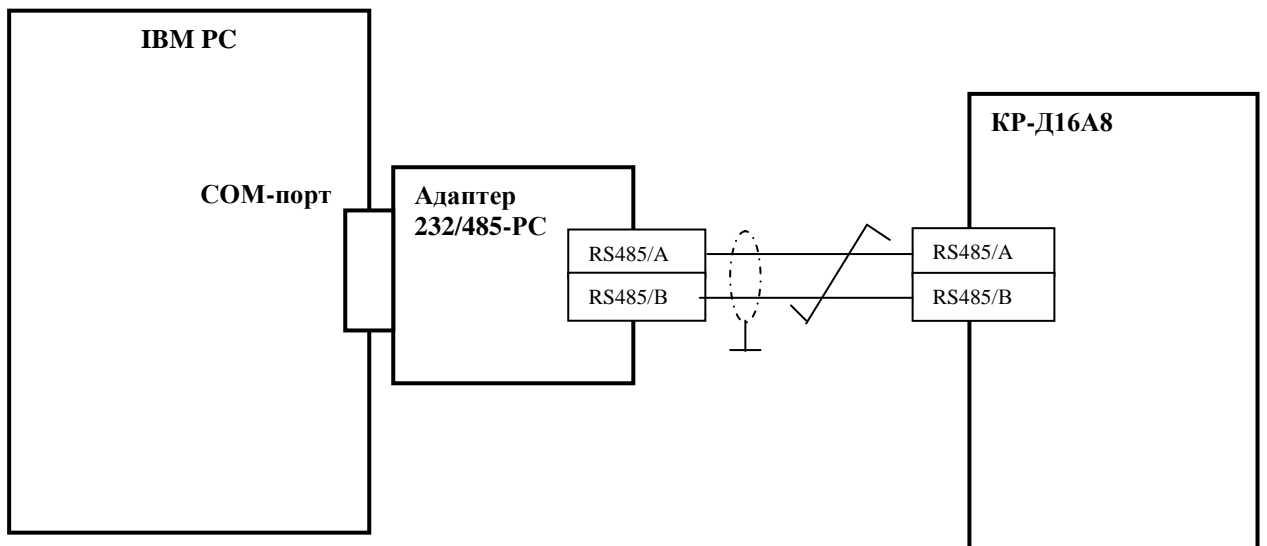 IBM PC
КР-Д16А8
COM-порт
Адаптер
232/485-PC
RS485/A
RS485/B
RS485/A
RS485/B